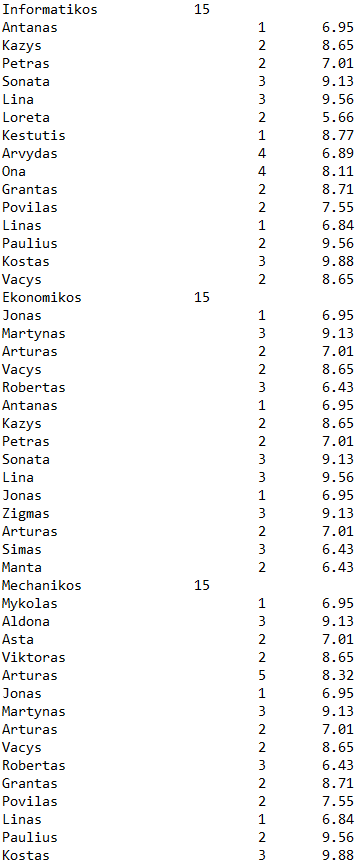 Informatikos 15
Antanas 1 6.95
Kazys 2 8.65
Petras 2 7.01
Sonata 3 9.13
Lina 3 9.56
Loreta 2 5.66
Kestutis 1 8.77
Arvydas 4 6.89
Ona 4 8.11
Grantas 2 8.71
Povilas 2 7.55
Linas 1 6.84
Paulius 2 9.56
Kostas 3 9.88
Vacys 2 8.65
Ekonomikos 15
Jonas 1 6.95
Martynas 3 9.13
Arturas 2 7.01
Vacys 2 8.65
Robertas 3 6.43
Antanas 1 6.95
Kazys 2 8.65
Petras 2 7.01
Sonata 3 9.13
Lina 3 9.56
Jonas 1 6.95
Zigmas 3 9.13
Arturas 2 7.01
Simas 3 6.43
Manta 2 6.43
Mechanikos 15
Mykolas 1 6.95
Aldona 3 9.13
Asta 2 7.01
Viktoras 2 8.65
Arturas 5 8.32
Jonas 1 6.95
Martynas 3 9.13
Arturas 2 7.01
Vacys 2 8.65
Robertas 3 6.43
Grantas 2 8.71
Povilas 2 7.55
Linas 1 6.84
Paulius 2 9.56
Kostas 3 9.88